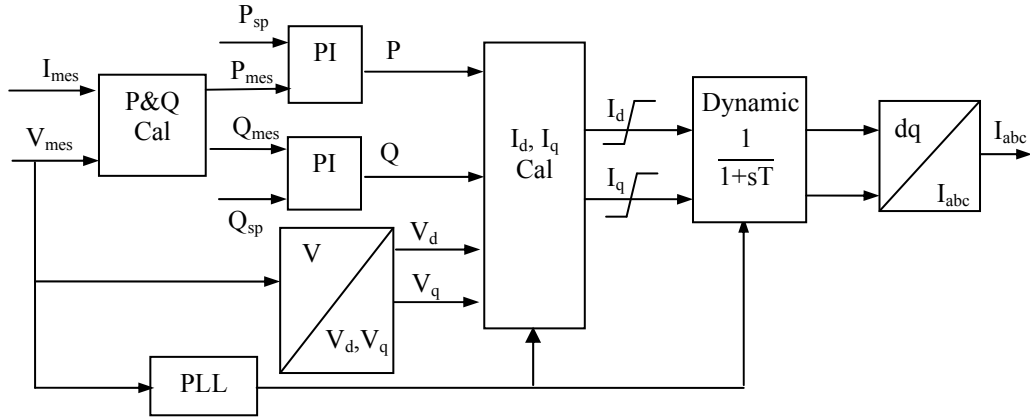 P_sp
PI
P
I_mes
P_mes
P&Q
Cal
V_mes
Q_mes
PI
Q
Q_sp
I_d, I_q
Cal
I_d
I_q
Dynamic
1
1+sT
dq
I_abc
I_abc
V
V_d,V_q
V_d
V_q
PLL